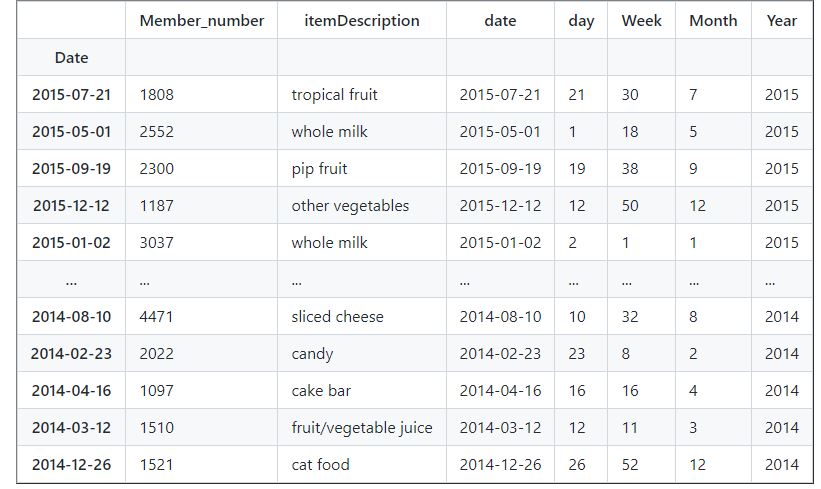 Member_number itemDescription date day Week Month Year
Date
2015-07-21 1808 tropical fruit 2015-07-21 21 30 7 2015
2015-05-01 2552 whole milk 2015-05-01 1 18 5 2015
2015-09-19 2300 pip fruit 2015-09-19 19 38 9 2015
2015-12-12 1187 other vegetables 2015-12-12 12 50 12 2015
2015-01-02 3037 whole milk 2015-01-02 2 1 1 2015
... ... ... ... ... ... ... ...
2014-08-10 4471 sliced cheese 2014-08-10 10 32 8 2014
2014-02-23 2022 candy 2014-02-23 23 8 2 2014
2014-04-16 1097 cake bar 2014-04-16 16 16 4 2014
2014-03-12 1510 fruit/vegetable juice 2014-03-12 12 11 3 2014
2014-12-26 1521 cat food 2014-12-26 26 52 12 2014